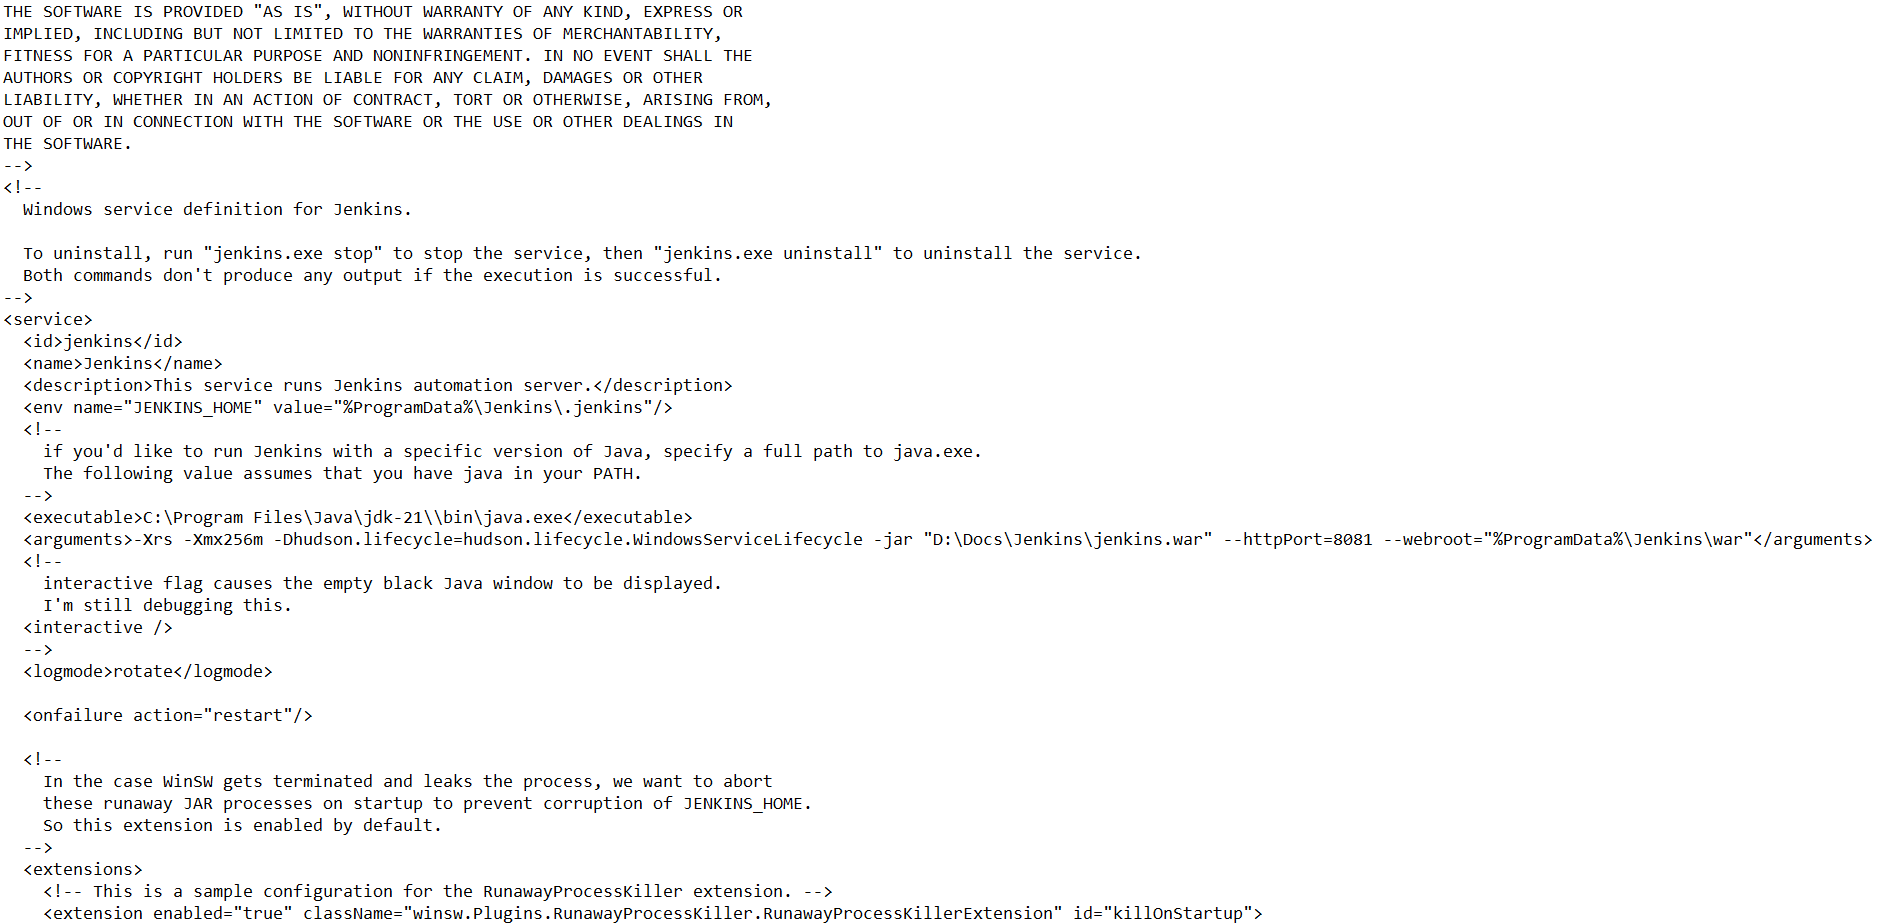 THE SOFTWARE IS PROVIDED "AS IS", WITHOUT WARRANTY OF ANY KIND, EXPRESS OR
IMPLIED, INCLUDING BUT NOT LIMITED TO THE WARRANTIES OF MERCHANTABILITY,
FITNESS FOR A PARTICULAR PURPOSE AND NONINFRINGEMENT. IN NO EVENT SHALL THE
AUTHORS OR COPYRIGHT HOLDERS BE LIABLE FOR ANY CLAIM, DAMAGES OR OTHER
LIABILITY, WHETHER IN AN ACTION OF CONTRACT, TORT OR OTHERWISE, ARISING FROM,
OUT OF OR IN CONNECTION WITH THE SOFTWARE OR THE USE OR OTHER DEALINGS IN
THE SOFTWARE.
-->
<!--
  Windows service definition for Jenkins.

  To uninstall, run "jenkins.exe stop" to stop the service, then "jenkins.exe uninstall" to uninstall the service.
  Both commands don't produce any output if the execution is successful.
-->
<service>
  <id>jenkins</id>
  <name>Jenkins</name>
  <description>This service runs Jenkins automation server.</description>
  <env name="JENKINS_HOME" value="%ProgramData%\Jenkins\.jenkins"/>
  <!--
    if you'd like to run Jenkins with a specific version of Java, specify a full path to java.exe.
    The following value assumes that you have java in your PATH.
  -->
  <executable>C:\Program Files\Java\jdk-21\\bin\java.exe</executable>
  <arguments>-Xrs -Xmx256m -Dhudson.lifecycle=hudson.lifecycle.WindowsServiceLifecycle -jar "D:\Docs\Jenkins\jenkins.war" --httpPort=8081 --webroot="%ProgramData%\Jenkins\war"</arguments>
  <!--
    interactive flag causes the empty black Java window to be displayed.
    I'm still debugging this.
  <interactive />
  -->
  <logmode>rotate</logmode>

  <onfailure action="restart"/>

  <!--
    In the case WinSW gets terminated and leaks the process, we want to abort
    these runaway JAR processes on startup to prevent corruption of JENKINS_HOME.
    So this extension is enabled by default.
  -->
  <extensions>
    <!-- This is a sample configuration for the RunawayProcessKiller extension. -->
    <extension enabled="true" className="winsw.Plugins.RunawayProcessKiller.RunawayProcessKillerExtension" id="killOnStartup">